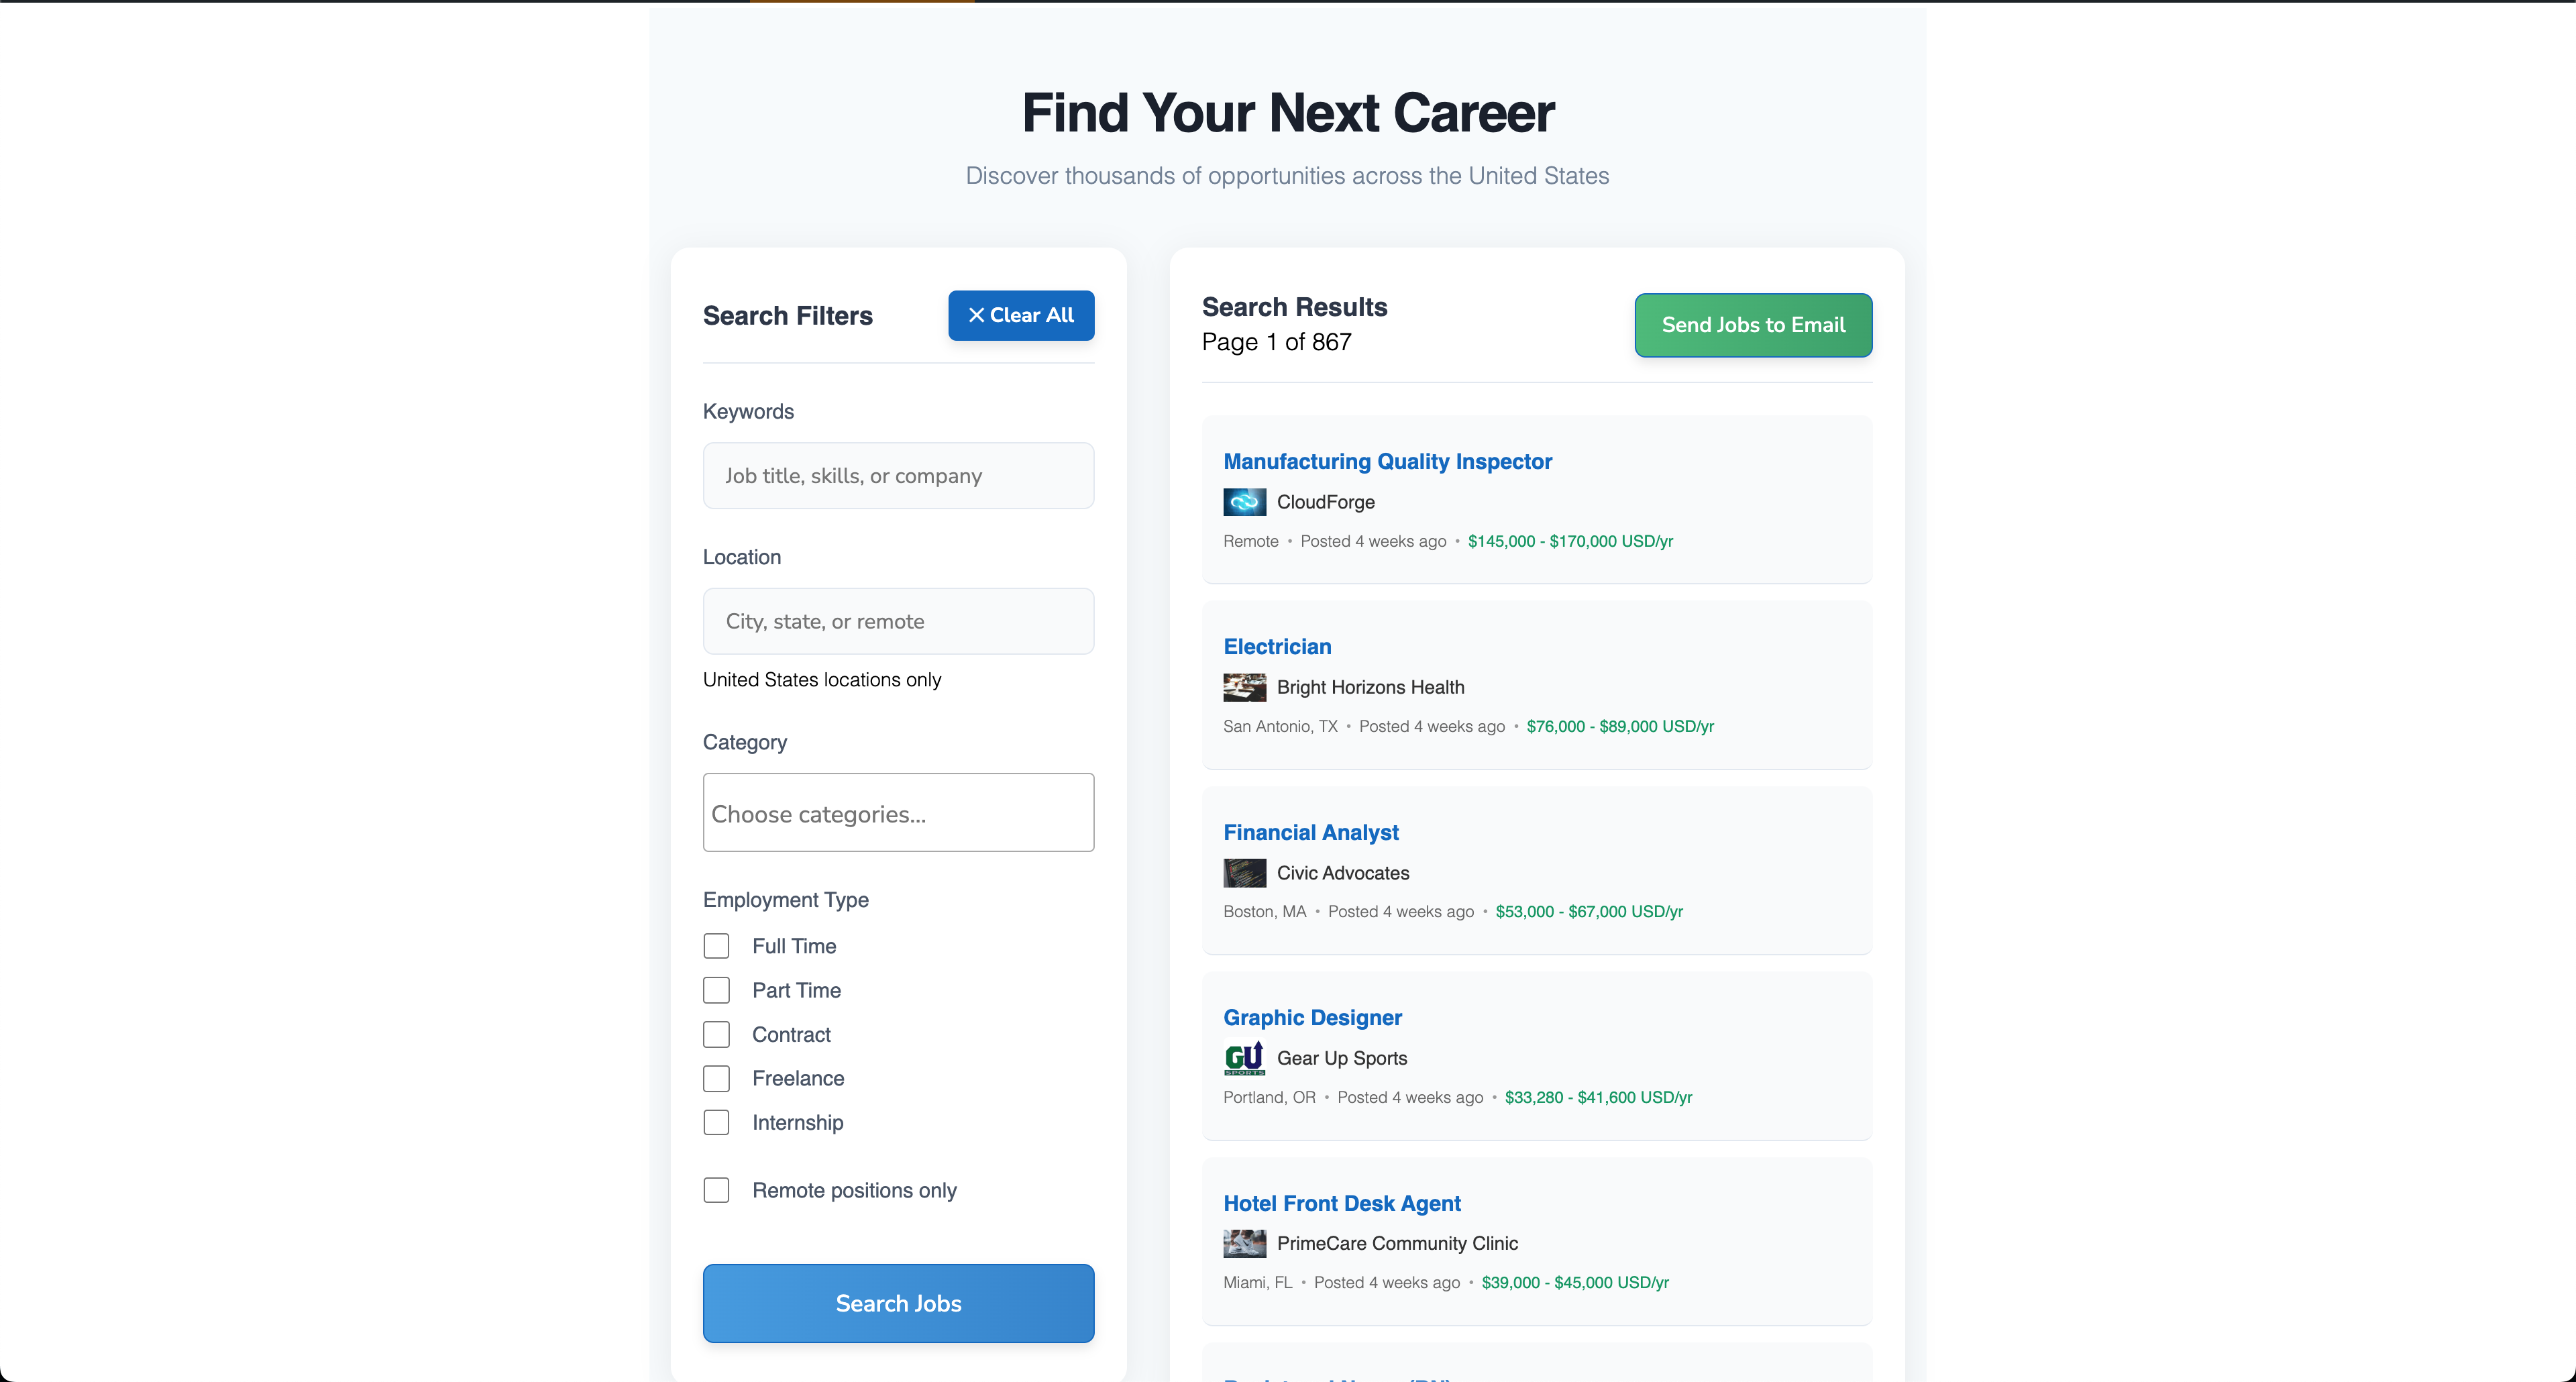 Find Your Next Career
Discover thousands of opportunities across the United States
Search Filters
Clear All
Keywords
Job title, skills, or company
Location
City, state, or remote
United States locations only
Category
Choose categories...
Employment Type
Full Time
Part Time
Contract
Freelance
Internship
Remote positions only
Search Jobs
Search Results
Page 1 of 867
Send Jobs to Email
Manufacturing Quality Inspector
CloudForge
Remote • Posted 4 weeks ago • $145,000 - $170,000 USD/yr
Electrician
Bright Horizons Health
San Antonio, TX • Posted 4 weeks ago • $76,000 - $89,000 USD/yr
Financial Analyst
Civic Advocates
Boston, MA • Posted 4 weeks ago • $53,000 - $67,000 USD/yr
Graphic Designer
GU
SPORTS
Gear Up Sports
Portland, OR • Posted 4 weeks ago • $33,280 - $41,600 USD/yr
Hotel Front Desk Agent
PrimeCare Community Clinic
Miami, FL • Posted 4 weeks ago • $39,000 - $45,000 USD/yr